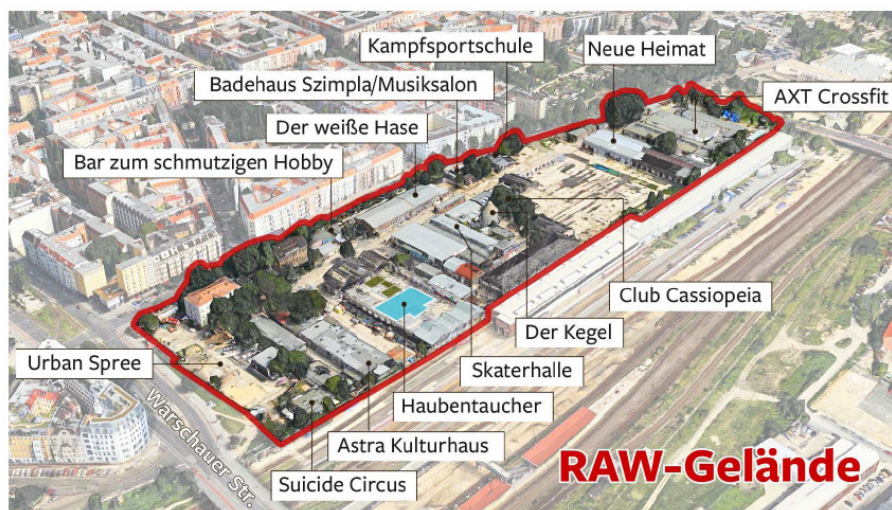 Kampfsportschule
Neue Heimat
Badehaus Szimpla/Musiksalon
AXT Crossfit
Der weiße Hase
Bar zum schmutzigen Hobby
Club Cassiopeia
Der Kegel
Urban Spree
Skaterhalle
Haubentaucher
Warschauer Str.
Astra Kulturhaus
Suicide Circus
RAW-Gelände